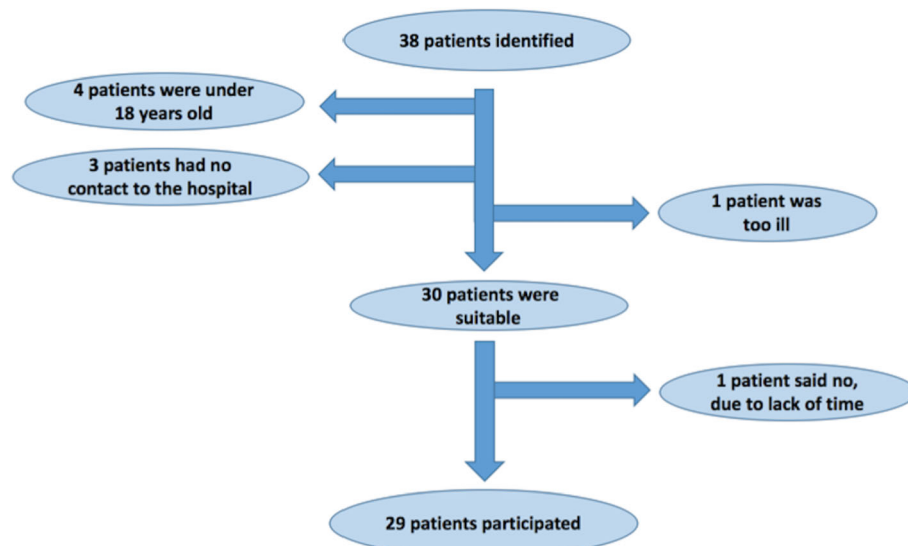 38 patients identified
4 patients were under
18 years old
3 patients had no
contact to the hospital
1 patient was
too ill
30 patients were
suitable
1 patient said no,
due to lack of time
29 patients participated